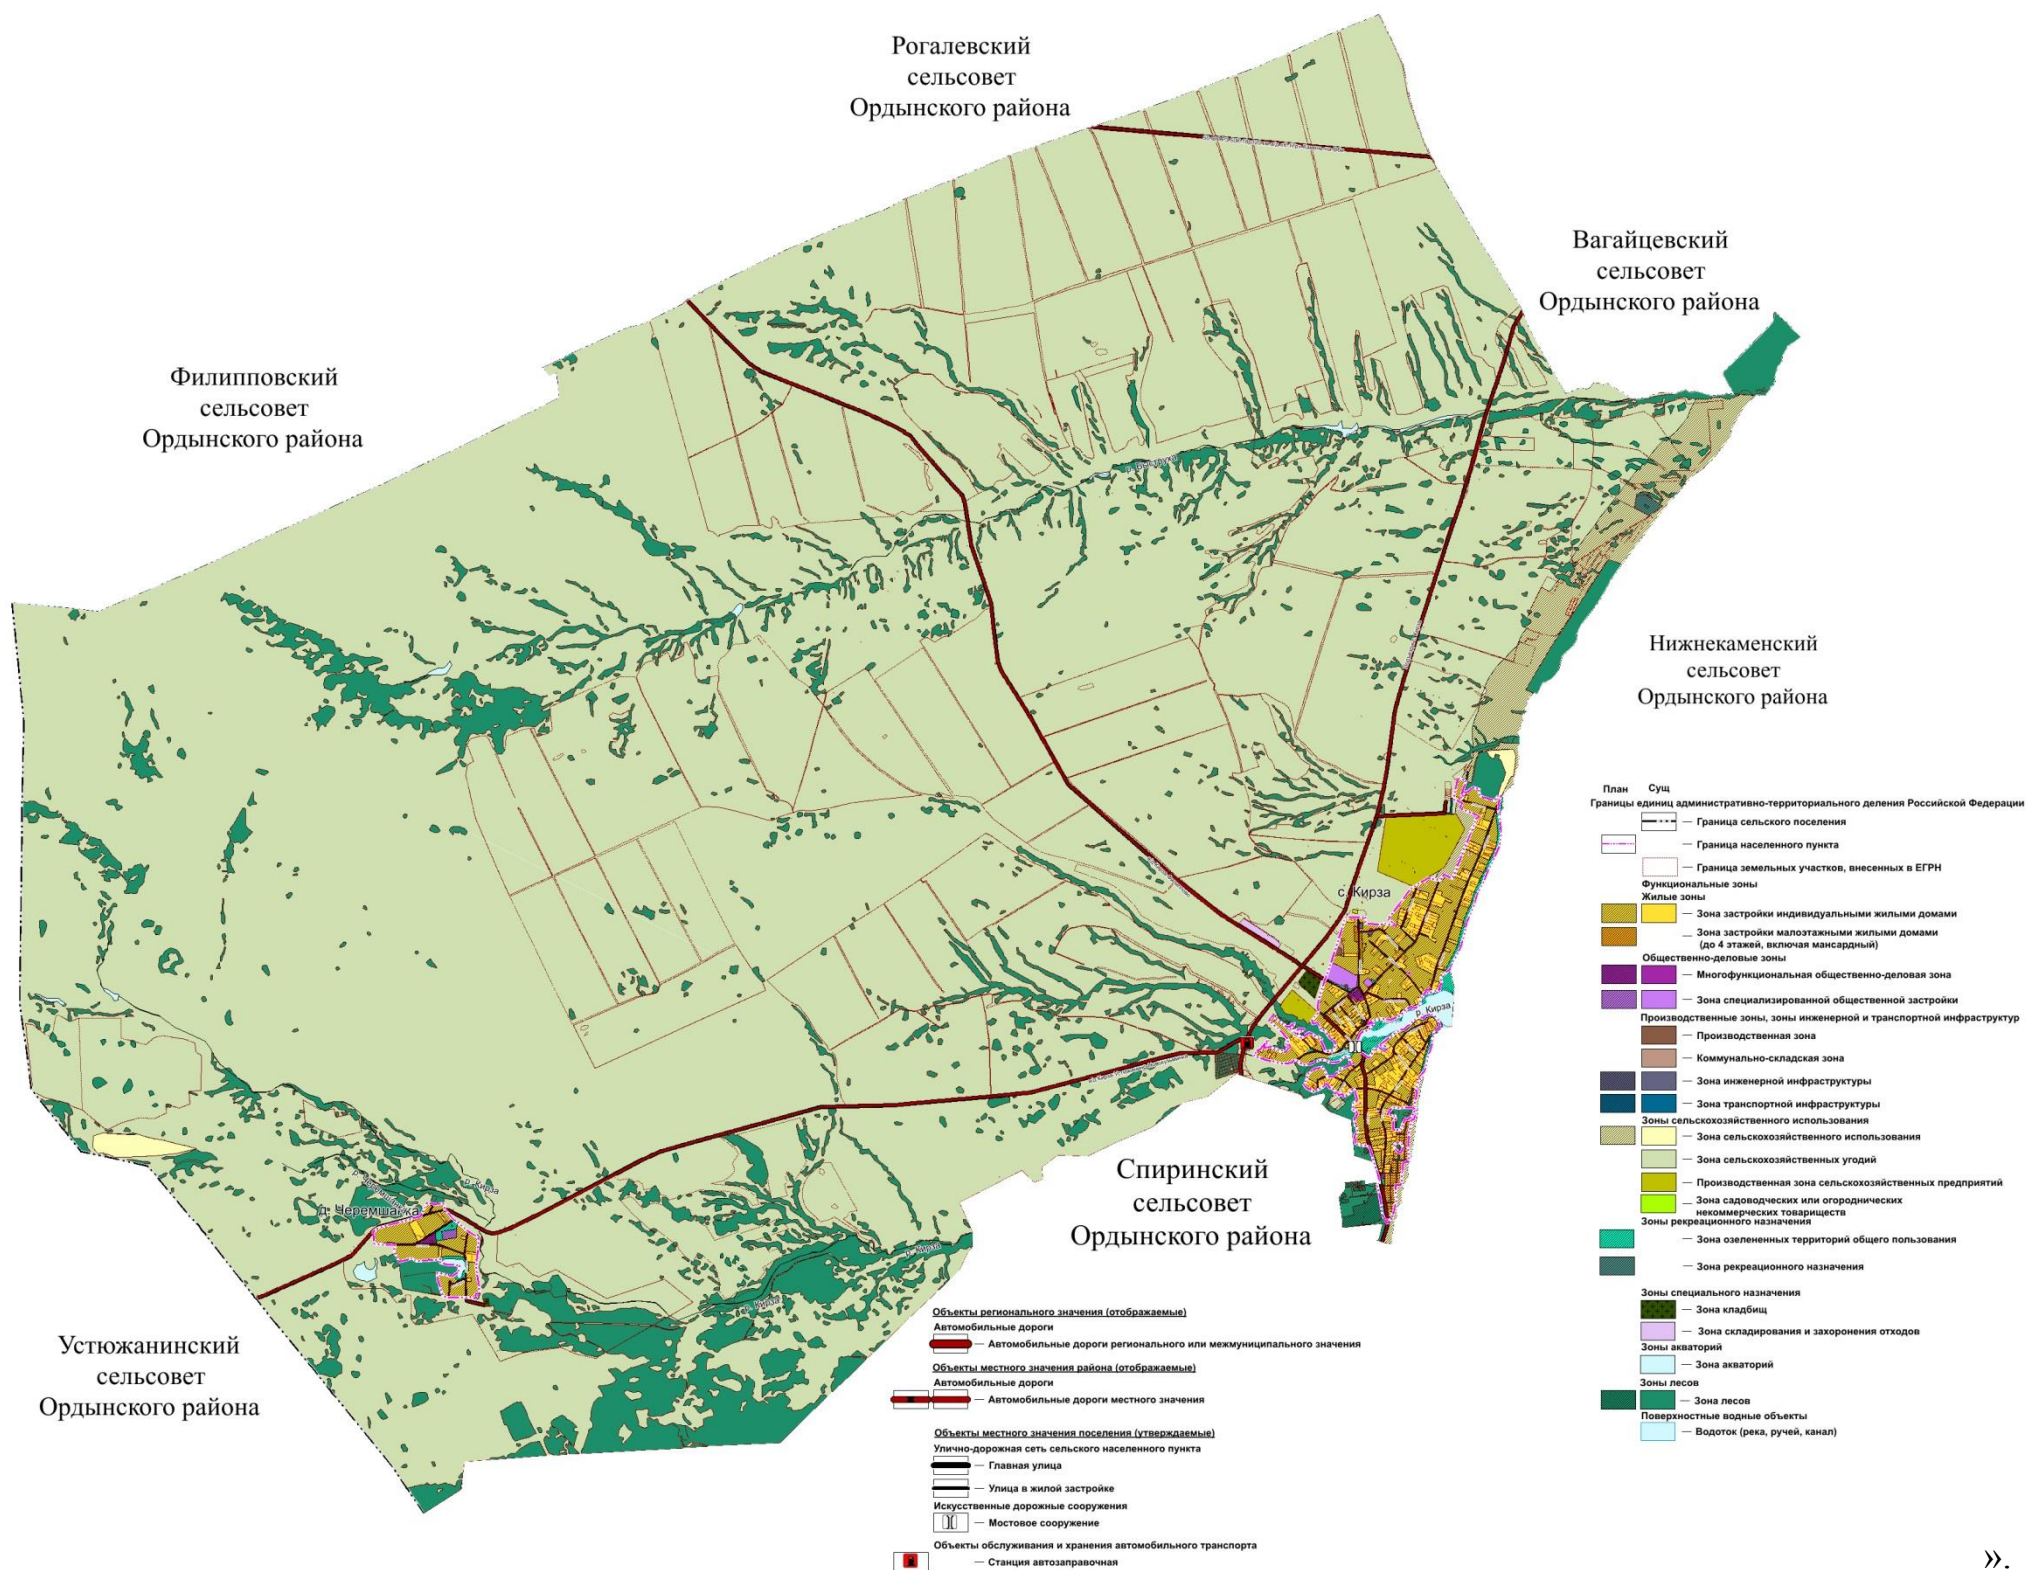 Рогалевский
сельсовет
Ордынского района
Вагайцевский
сельсовет
Ордынского района
Филипповский
сельсовет
Ордынского района
Нижнекаменский
сельсовет
Ордынского района
с. Кирза
р. Кирза
р. Кирза
д. Черемшанка
р. Кирза
р. Кирза
Спиринский
сельсовет
Ордынского района
Устюжанинский
сельсовет
Ордынского района
План Сущ
Границы единиц административно-территориального деления Российской Федерации
— Граница сельского поселения
— Граница населенного пункта
— Граница земельных участков, внесенных в ЕГРН
Функциональные зоны
Жилые зоны
— Зона застройки индивидуальными жилыми домами
— Зона застройки малоэтажными жилыми домами
(до 4 этажей, включая мансардный)
Общественно-деловые зоны
— Многофункциональная общественно-деловая зона
— Зона специализированной общественной застройки
Производственные зоны, зоны инженерной и транспортной инфраструктур
— Производственная зона
— Коммунально-складская зона
— Зона инженерной инфраструктуры
— Зона транспортной инфраструктуры
Зоны сельскохозяйственного использования
— Зона сельскохозяйственного использования
— Зона сельскохозяйственных угодий
— Производственная зона сельскохозяйственных предприятий
— Зона садоводческих или огороднических
некоммерческих товариществ
Зоны рекреационного назначения
— Зона озелененных территорий общего пользования
— Зона рекреационного назначения
Зоны специального назначения
— Зона кладбищ
— Зона складирования и захоронения отходов
Зоны акваторий
— Зона акваторий
Зоны лесов
— Зона лесов
Поверхностные водные объекты
— Водоток (река, ручей, канал)
Объекты регионального значения (отображаемые)
Автомобильные дороги
— Автомобильные дороги регионального или межмуниципального значения
Объекты местного значения района (отображаемые)
Автомобильные дороги
— Автомобильные дороги местного значения
Объекты местного значения поселения (утверждаемые)
Улично-дорожная сеть сельского населенного пункта
— Главная улица
— Улица в жилой застройке
Искусственные дорожные сооружения
— Мостовое сооружение
Объекты обслуживания и хранения автомобильного транспорта
— Станция автозаправочная
».